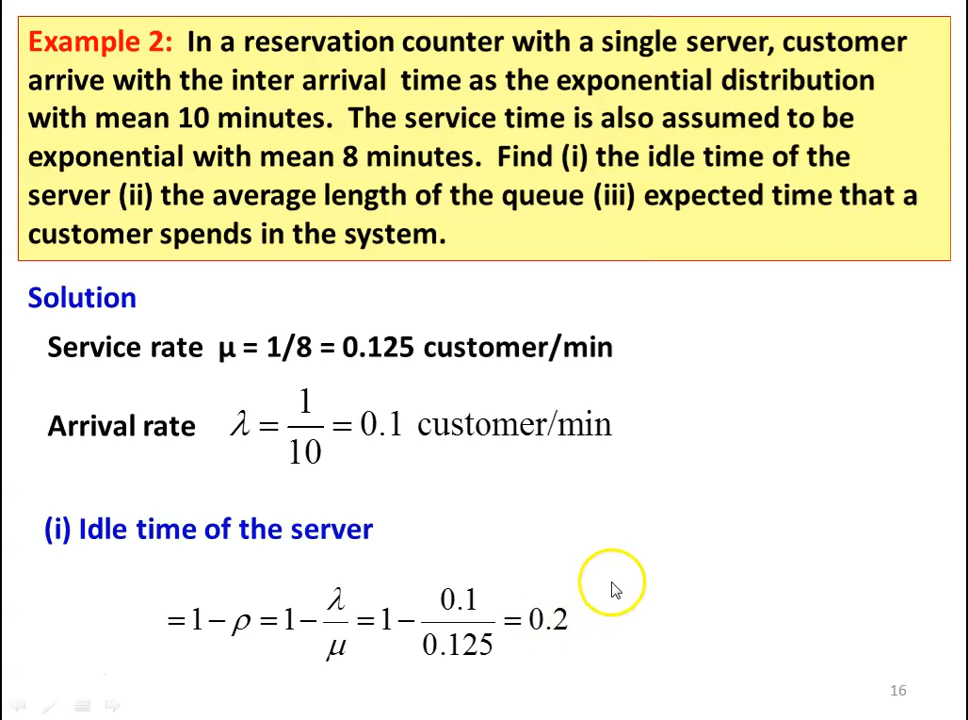 Example 2: In a reservation counter with a single server, customer
arrive with the inter arrival time as the exponential distribution
with mean 10 minutes. The service time is also assumed to be
exponential with mean 8 minutes. Find (i) the idle time of the
server (ii) the average length of the queue (iii) expected time that a
customer spends in the system.
Solution
Service rate μ = 1/8 = 0.125 customer/min
Arrival rate λ = 1/10 = 0.1 customer/min
(i) Idle time of the server
= 1 − ρ = 1 − λ/μ = 1 − 0.1/0.125 = 0.2
16